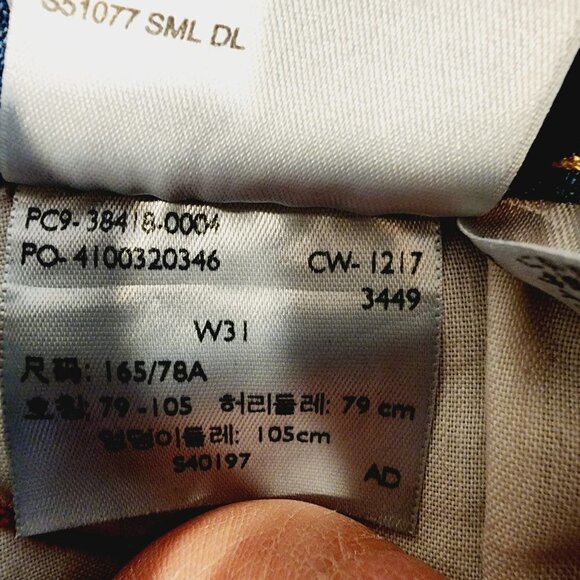 S51077 SML DL
PC9-38418-0004
PO-4100320346 CW-1217
3449
W31
尺码: 165/78A
호칭: 79-105 허리둘레: 79 cm
엉덩이둘레: 105cm
S40197
AD